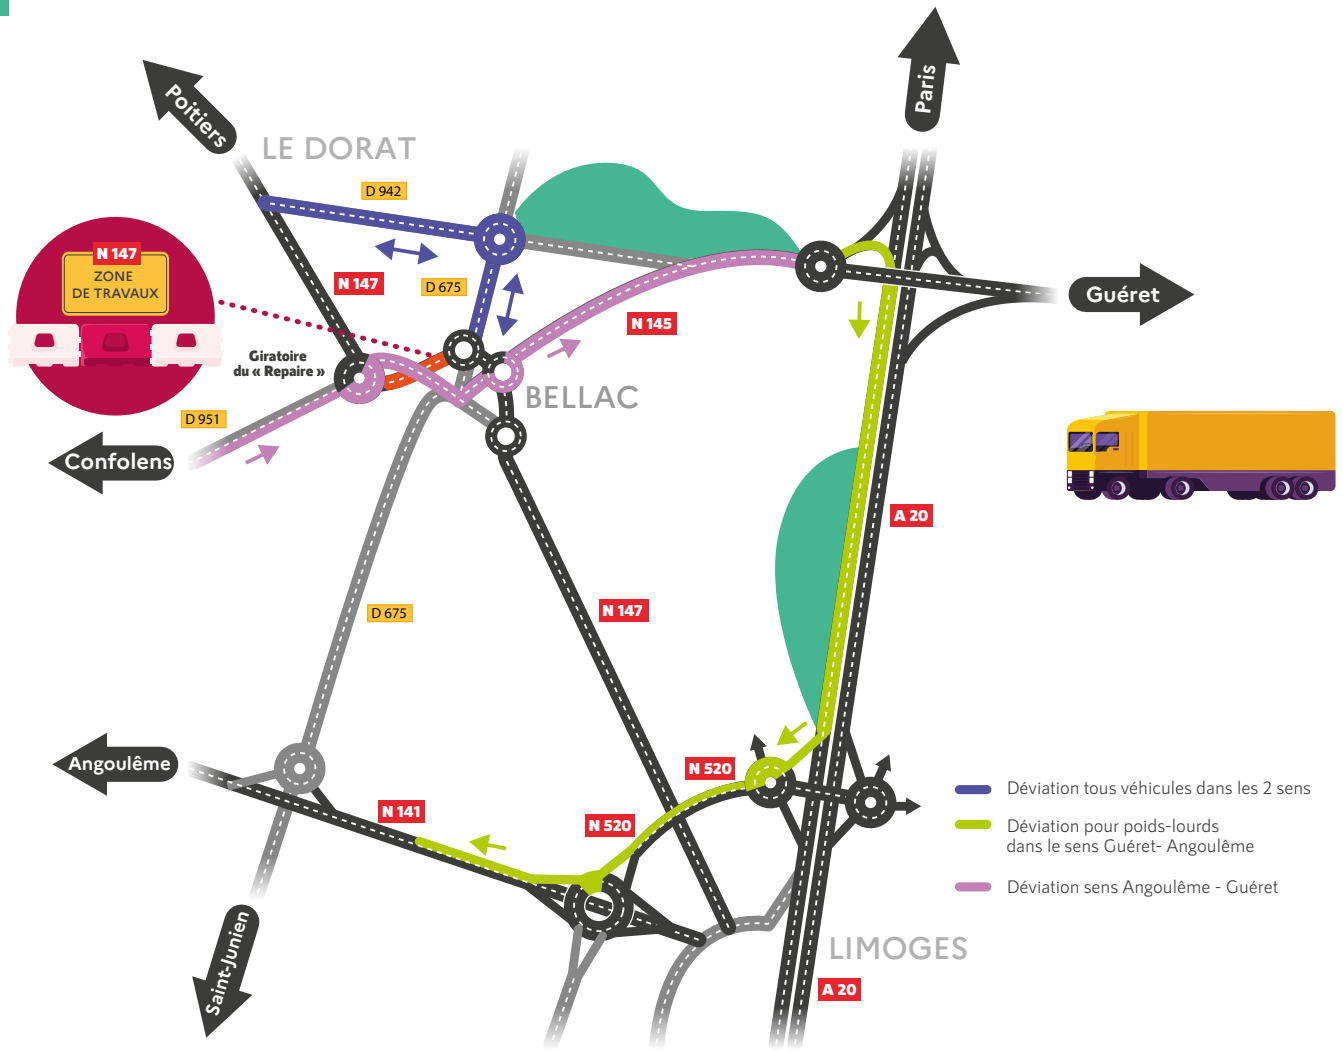 Paris
Poitiers
LE DORAT
D 942
N 147
ZONE
DE TRAVAUX
N 147
D 675
Guéret
N 145
Giratoire
du « Repaire »
BELLAC
D 951
Confolens
A 20
D 675
N 147
Angoulême
N 520
N 141
N 520
Déviation tous véhicules dans les 2 sens
Déviation pour poids-lourds
dans le sens Guéret- Angoulême
Déviation sens Angoulême - Guéret
Saint-Junien
LIMOGES
A 20